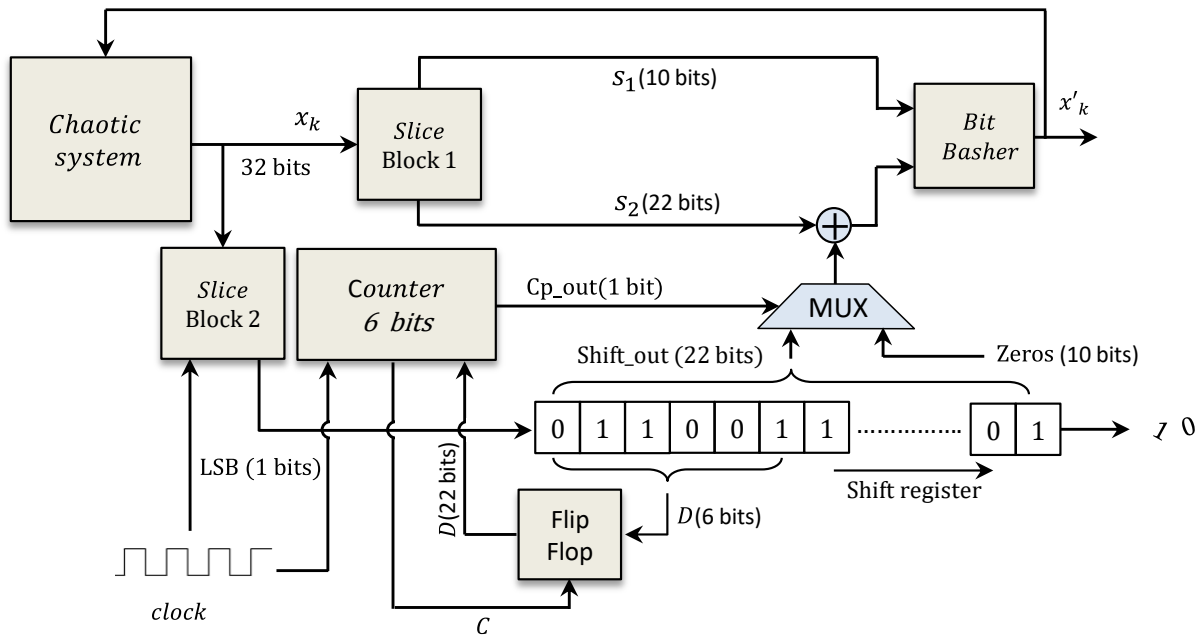 Chaotic
system
x_k
32 bits
Slice
Block 1
s₁(10 bits)
s₂(22 bits)
Bit
Basher
x'_k
Slice
Block 2
Counter
6 bits
Cp_out(1 bit)
MUX
Shift_out (22 bits)
Zeros (10 bits)
0 1 1 0 0 1 1 ................ 0 1
1 0
LSB (1 bits)
D(22 bits)
Shift register
D(6 bits)
Flip
Flop
clock
C